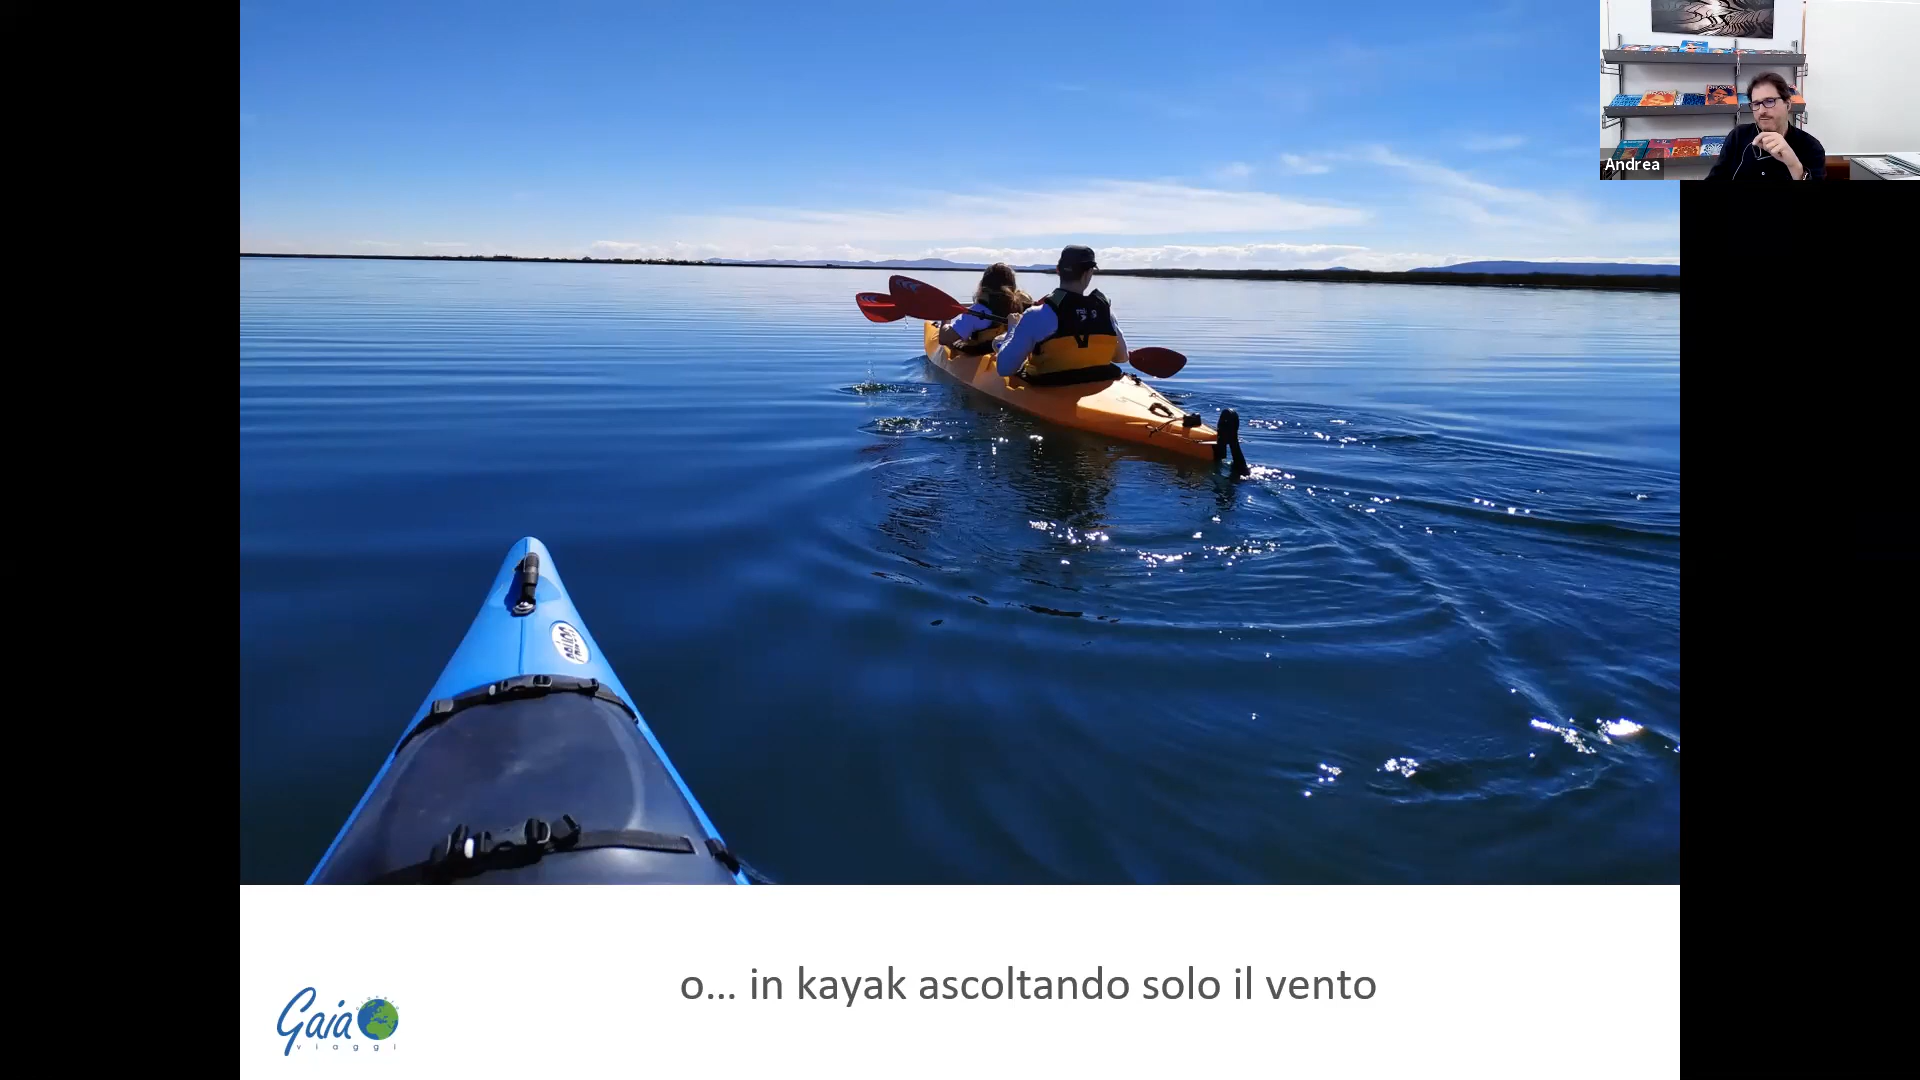 Andrea
o… in kayak ascoltando solo il vento
Gaia
viaggi